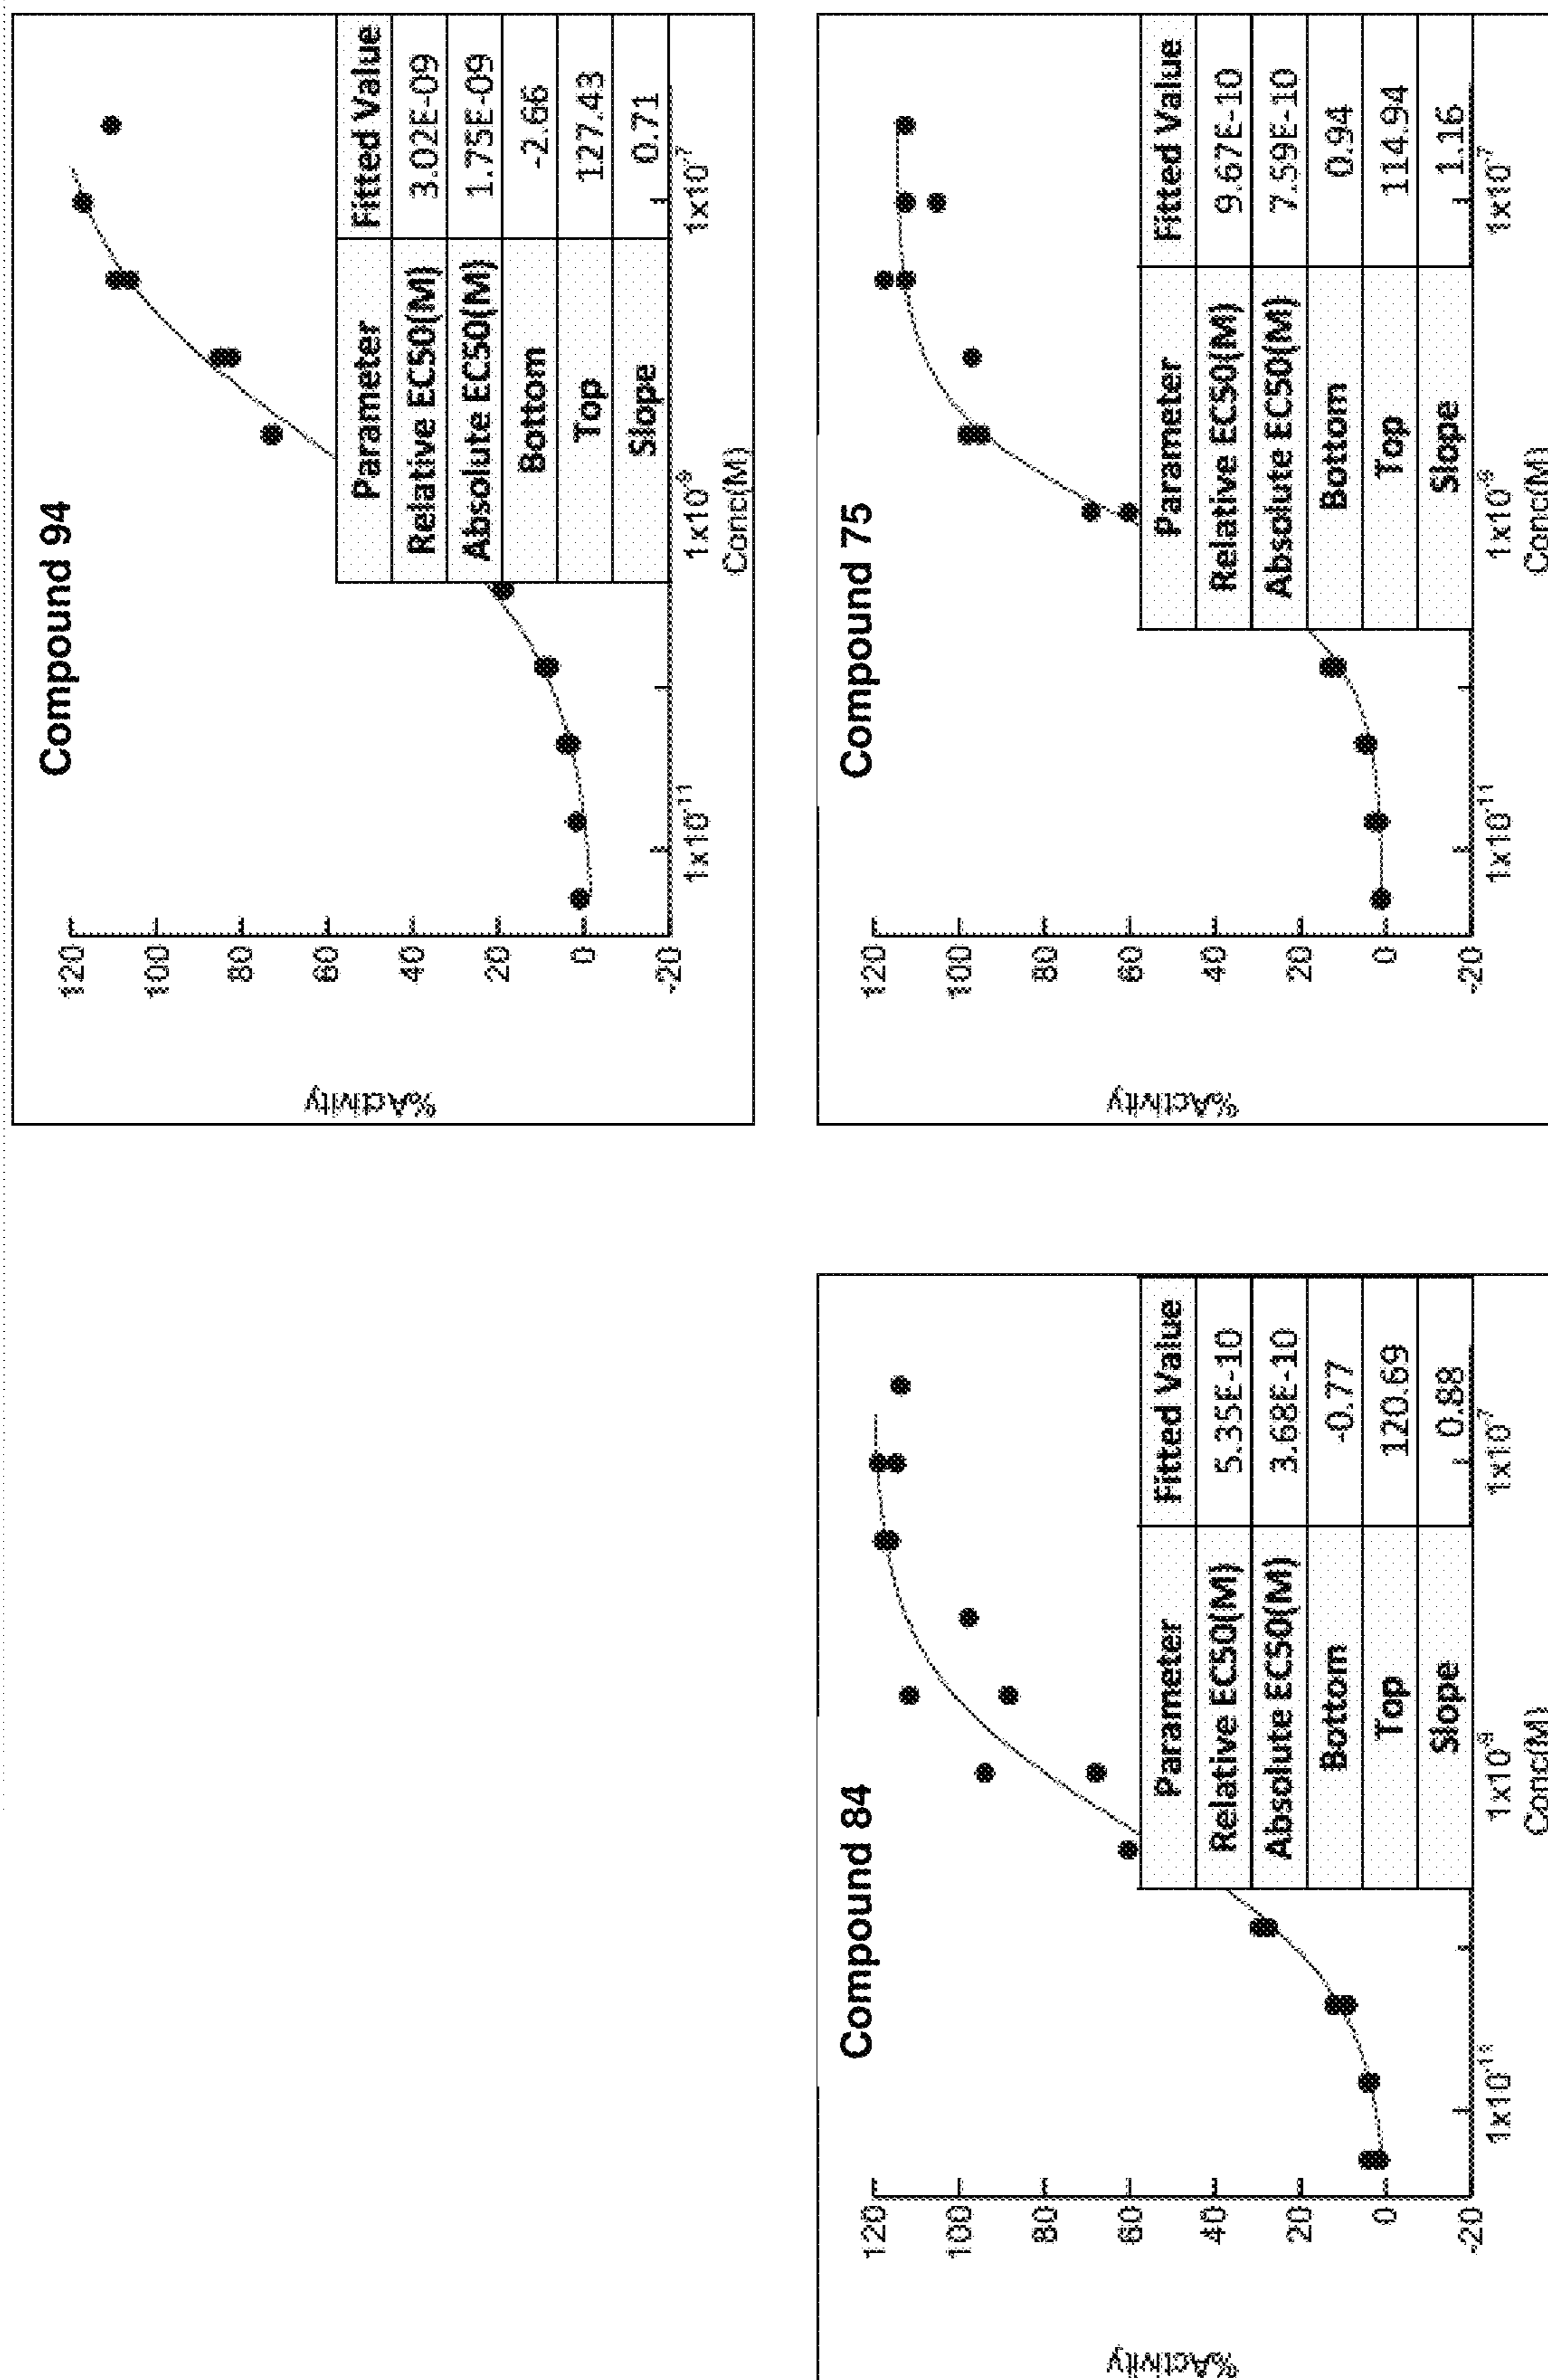 Compound 94
120
100
80
60
40
20
0
-20
%Activity
1x10-11
1x10-9
1x10-7
Conc(M)
Parameter Fitted Value
Relative EC50(M) 3.02E-09
Absolute EC50(M) 1.75E-09
Bottom -2.66
Top 127.43
Slope 0.71
Compound 84
120
100
80
60
40
20
0
-20
%Activity
1x10-11
1x10-9
1x10-7
Conc(M)
Parameter Fitted Value
Relative EC50(M) 5.35E-10
Absolute EC50(M) 3.68E-10
Bottom -0.77
Top 120.69
Slope 0.88
Compound 75
120
100
80
60
40
20
0
-20
%Activity
1x10-11
1x10-9
1x10-7
Conc(M)
Parameter Fitted Value
Relative EC50(M) 9.67E-10
Absolute EC50(M) 7.59E-10
Bottom 0.94
Top 114.94
Slope 1.16